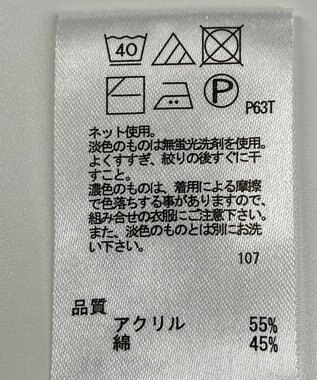 40
P
P63T
ネット使用。
淡色のものは無蛍光洗剤を使用。
よくすすぎ、絞りの後すぐに干
すこと。
濃色のものは、着用による摩擦
で色落ちする事がありますので、
組み合せの衣服にご注意下さい。
また、淡色のものとは別にお洗
い下さい。
107
品質
アクリル 55%
綿 45%